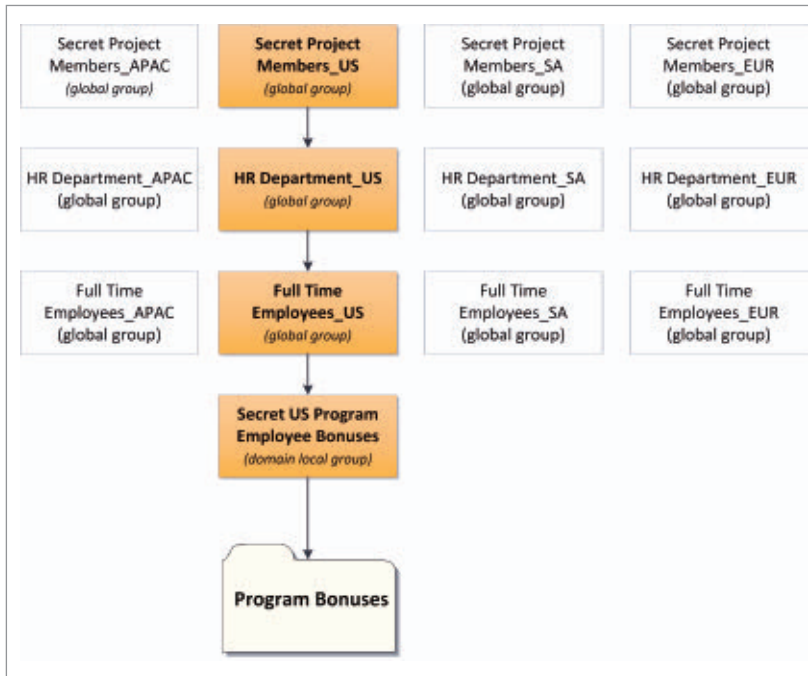 Secret Project
Members_APAC
(global group)
Secret Project
Members_US
(global group)
Secret Project
Members_SA
(global group)
Secret Project
Members_EUR
(global group)
HR Department_APAC
(global group)
HR Department_US
(global group)
HR Department_SA
(global group)
HR Department_EUR
(global group)
Full Time
Employees_APAC
(global group)
Full Time
Employees_US
(global group)
Full Time
Employees_SA
(global group)
Full Time
Employees_EUR
(global group)
Secret US Program
Employee Bonuses
(domain local group)
Program Bonuses